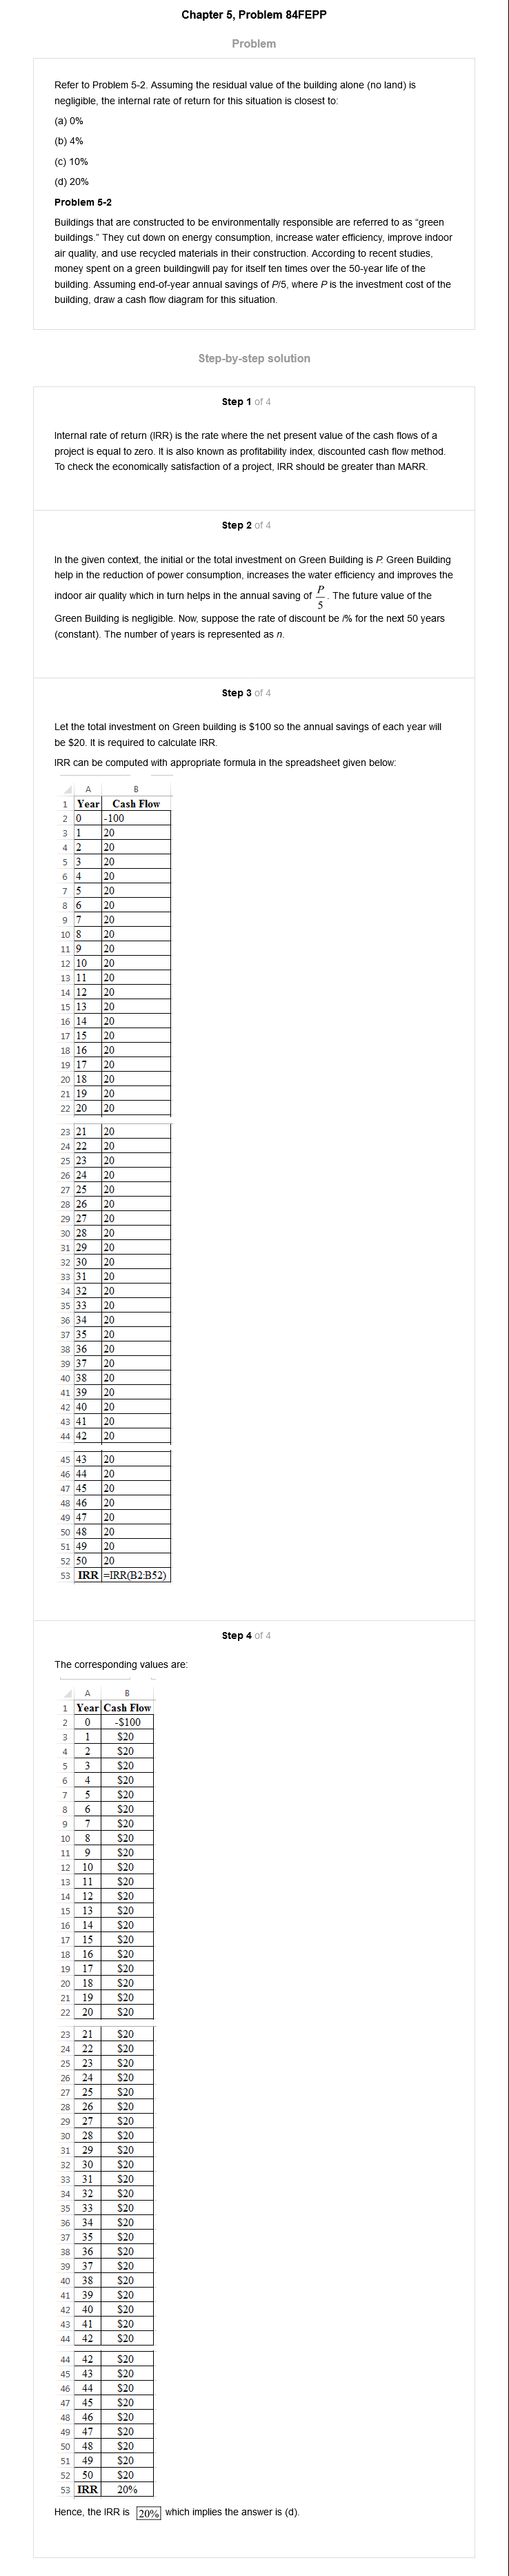 Chapter 5, Problem 84FEPP
Problem
Refer to Problem 5-2. Assuming the residual value of the building alone (no land) is
negligible, the internal rate of return for this situation is closest to:
(a) 0%
(b) 4%
(c) 10%
(d) 20%
Problem 5-2
Buildings that are constructed to be environmentally responsible are referred to as “green
buildings.” They cut down on energy consumption, increase water efficiency, improve indoor
air quality, and use recycled materials in their construction. According to recent studies,
money spent on a green buildingwill pay for itself ten times over the 50-year life of the
building. Assuming end-of-year annual savings of P/5, where P is the investment cost of the
building, draw a cash flow diagram for this situation.
Step-by-step solution
Step 1 of 4
Internal rate of return (IRR) is the rate where the net present value of the cash flows of a
project is equal to zero. It is also known as profitability index, discounted cash flow method.
To check the economically satisfaction of a project, IRR should be greater than MARR.
Step 2 of 4
In the given context, the initial or the total investment on Green Building is P. Green Building
help in the reduction of power consumption, increases the water efficiency and improves the
indoor air quality which in turn helps in the annual saving of P/5. The future value of the
Green Building is negligible. Now, suppose the rate of discount be i% for the next 50 years
(constant). The number of years is represented as n.
Step 3 of 4
Let the total investment on Green building is $100 so the annual savings of each year will
be $20. It is required to calculate IRR.
IRR can be computed with appropriate formula in the spreadsheet given below:
A B
1 Year Cash Flow
2 0 -100
3 1 20
4 2 20
5 3 20
6 4 20
7 5 20
8 6 20
9 7 20
10 8 20
11 9 20
12 10 20
13 11 20
14 12 20
15 13 20
16 14 20
17 15 20
18 16 20
19 17 20
20 18 20
21 19 20
22 20 20
23 21 20
24 22 20
25 23 20
26 24 20
27 25 20
28 26 20
29 27 20
30 28 20
31 29 20
32 30 20
33 31 20
34 32 20
35 33 20
36 34 20
37 35 20
38 36 20
39 37 20
40 38 20
41 39 20
42 40 20
43 41 20
44 42 20
45 43 20
46 44 20
47 45 20
48 46 20
49 47 20
50 48 20
51 49 20
52 50 20
53 IRR =IRR(B2:B52)
Step 4 of 4
The corresponding values are:
A B
1 Year Cash Flow
2 0 -$100
3 1 $20
4 2 $20
5 3 $20
6 4 $20
7 5 $20
8 6 $20
9 7 $20
10 8 $20
11 9 $20
12 10 $20
13 11 $20
14 12 $20
15 13 $20
16 14 $20
17 15 $20
18 16 $20
19 17 $20
20 18 $20
21 19 $20
22 20 $20
23 21 $20
24 22 $20
25 23 $20
26 24 $20
27 25 $20
28 26 $20
29 27 $20
30 28 $20
31 29 $20
32 30 $20
33 31 $20
34 32 $20
35 33 $20
36 34 $20
37 35 $20
38 36 $20
39 37 $20
40 38 $20
41 39 $20
42 40 $20
43 41 $20
44 42 $20
44 42 $20
45 43 $20
46 44 $20
47 45 $20
48 46 $20
49 47 $20
50 48 $20
51 49 $20
52 50 $20
53 IRR 20%
Hence, the IRR is 20% which implies the answer is (d).